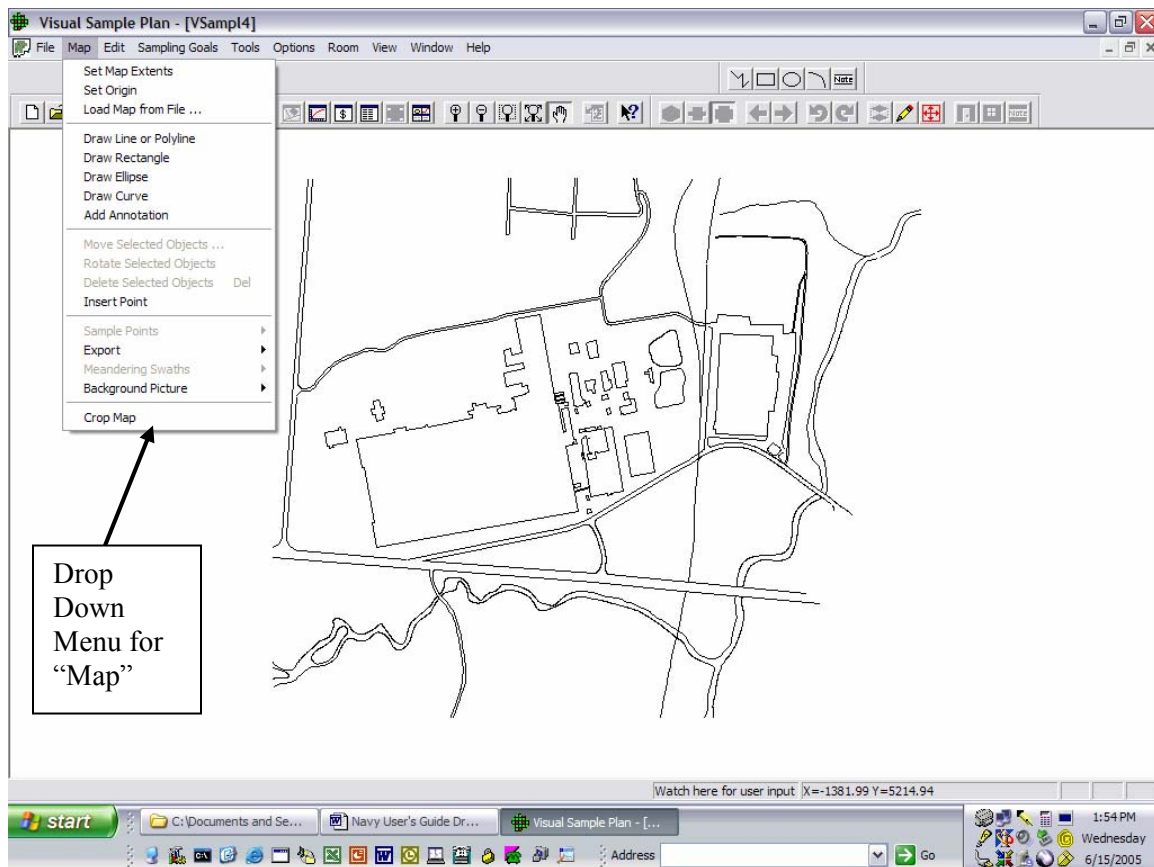 Visual Sample Plan - [VSampl4]
File Map Edit Sampling Goals Tools Options Room View Window Help
Set Map Extents
Set Origin
Load Map from File ...
Draw Line or Polyline
Draw Rectangle
Draw Ellipse
Draw Curve
Add Annotation
Move Selected Objects ...
Rotate Selected Objects
Delete Selected Objects Del
Insert Point
Sample Points
Export
Meandering Swaths
Background Picture
Crop Map
Note
Note
Drop
Down
Menu for
“Map”
Watch here for user input X=-1381.99 Y=5214.94
start C:\Documents and Se... Navy User's Guide Dr... Visual Sample Plan - [... 1:54 PM
Wednesday
Address Go 6/15/2005